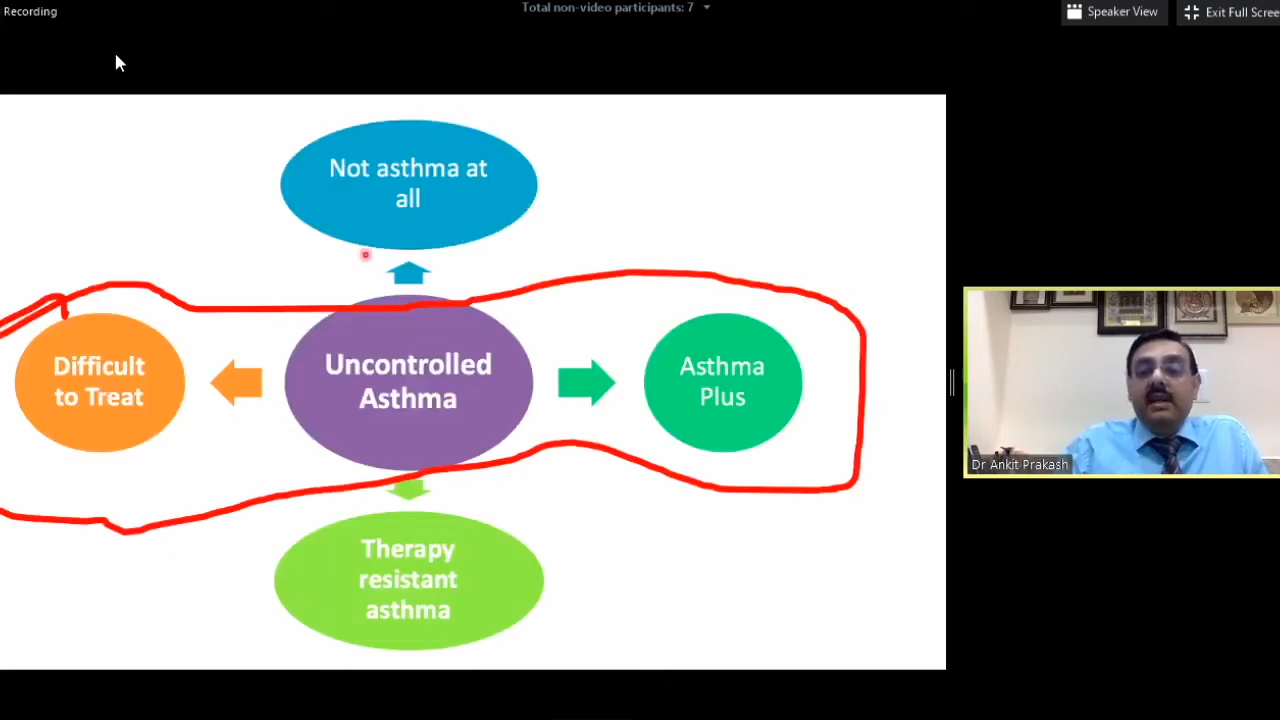 Recording
Total non-video participants: 7
Speaker View
Exit Full Scree
Not asthma at
all
Difficult
to Treat
Uncontrolled
Asthma
Asthma
Plus
Therapy
resistant
asthma
Dr Ankit Prakash